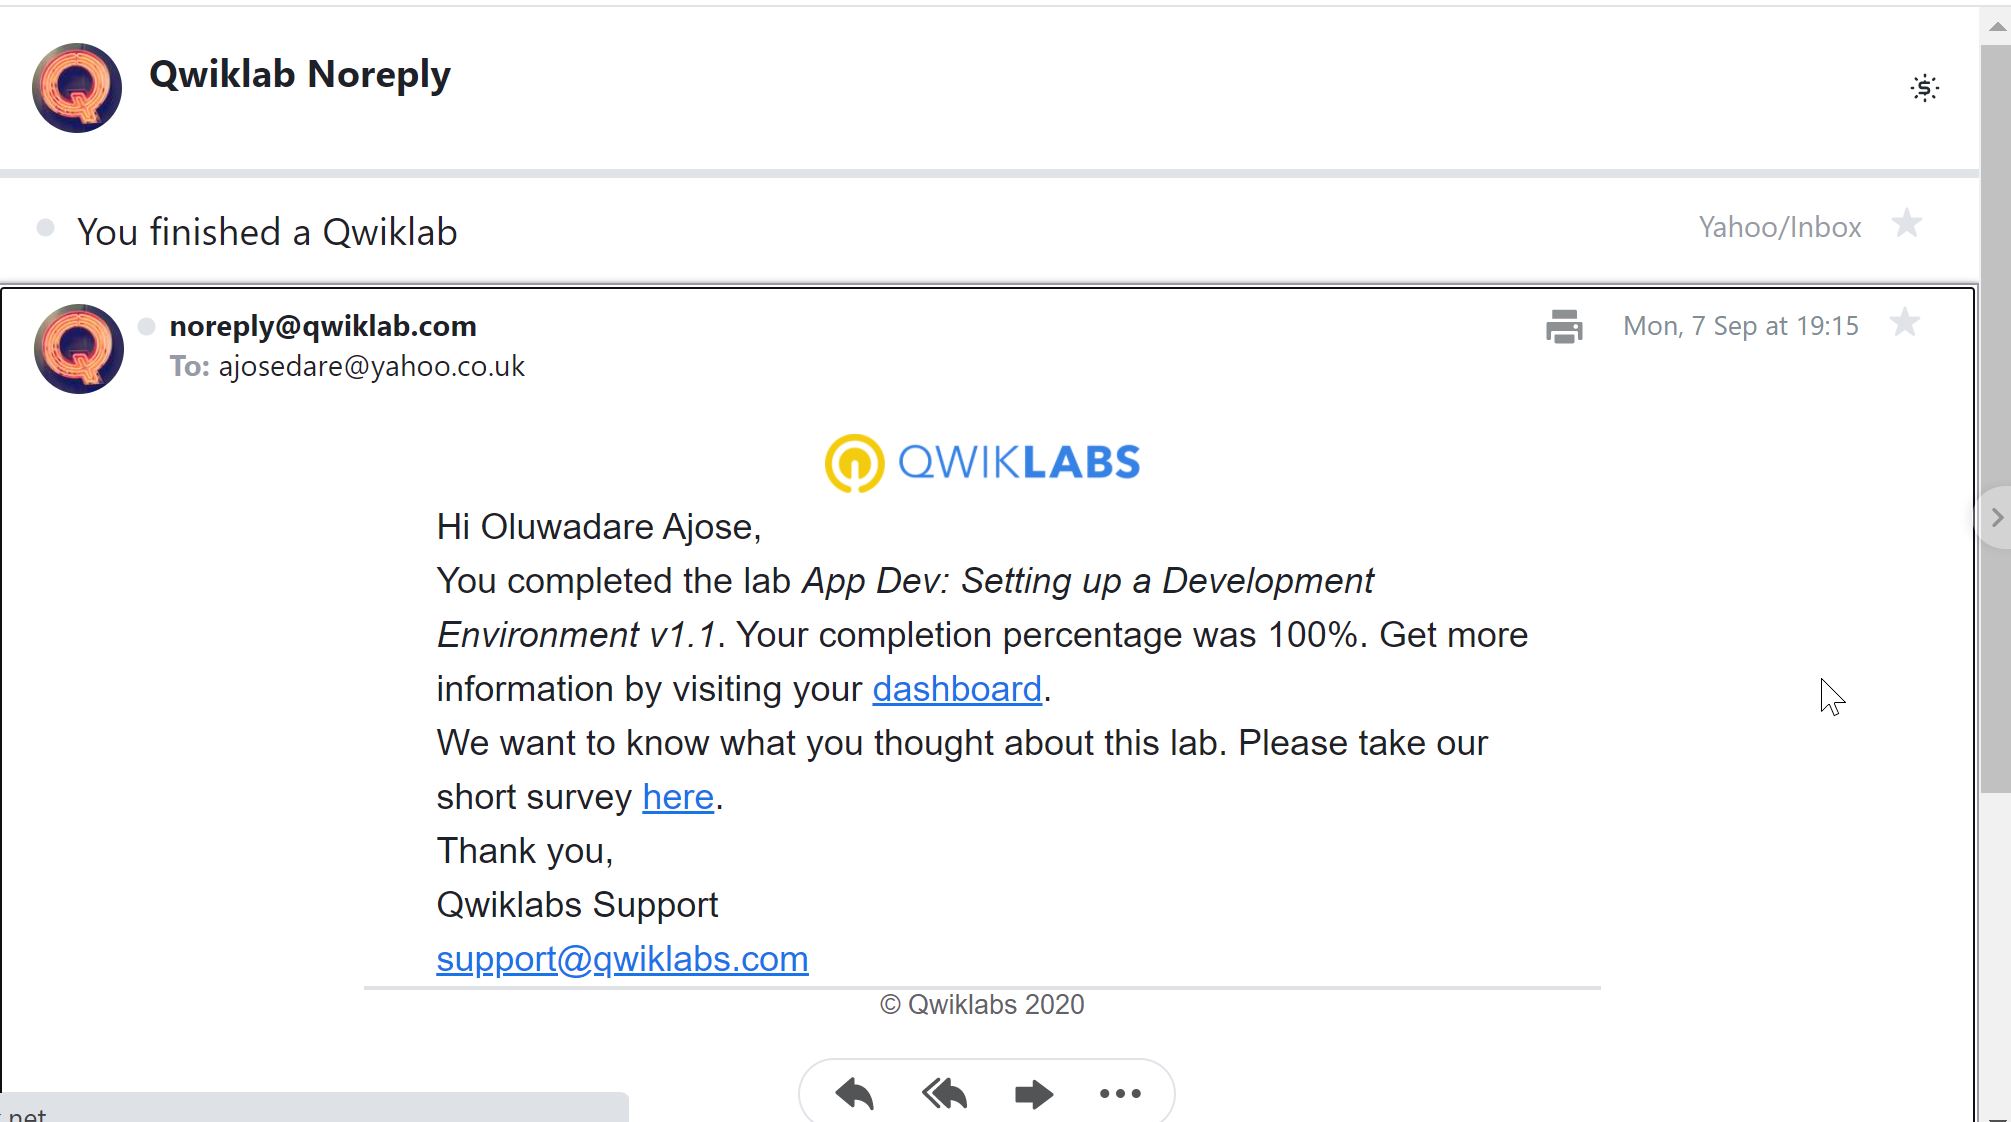 Qwiklab Noreply
You finished a Qwiklab
Yahoo/Inbox
noreply@qwiklab.com
Mon, 7 Sep at 19:15
To: ajosedare@yahoo.co.uk
QWIKLABS
Hi Oluwadare Ajose,
You completed the lab App Dev: Setting up a Development
Environment v1.1. Your completion percentage was 100%. Get more
information by visiting your dashboard.
We want to know what you thought about this lab. Please take our
short survey here.
Thank you,
Qwiklabs Support
support@qwiklabs.com
© Qwiklabs 2020
.net